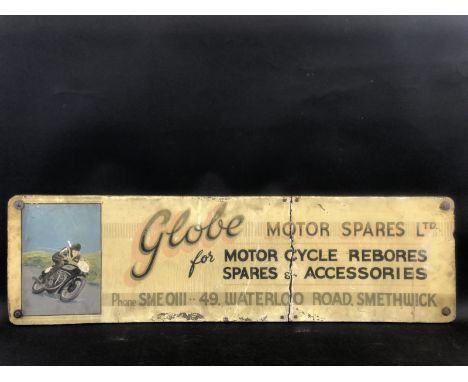 Globe MOTOR SPARES LTD.
for MOTOR CYCLE REBORES
SPARES & ACCESSORIES
Phone SME 0111 -- 49, WATERLOO ROAD, SMETHWICK